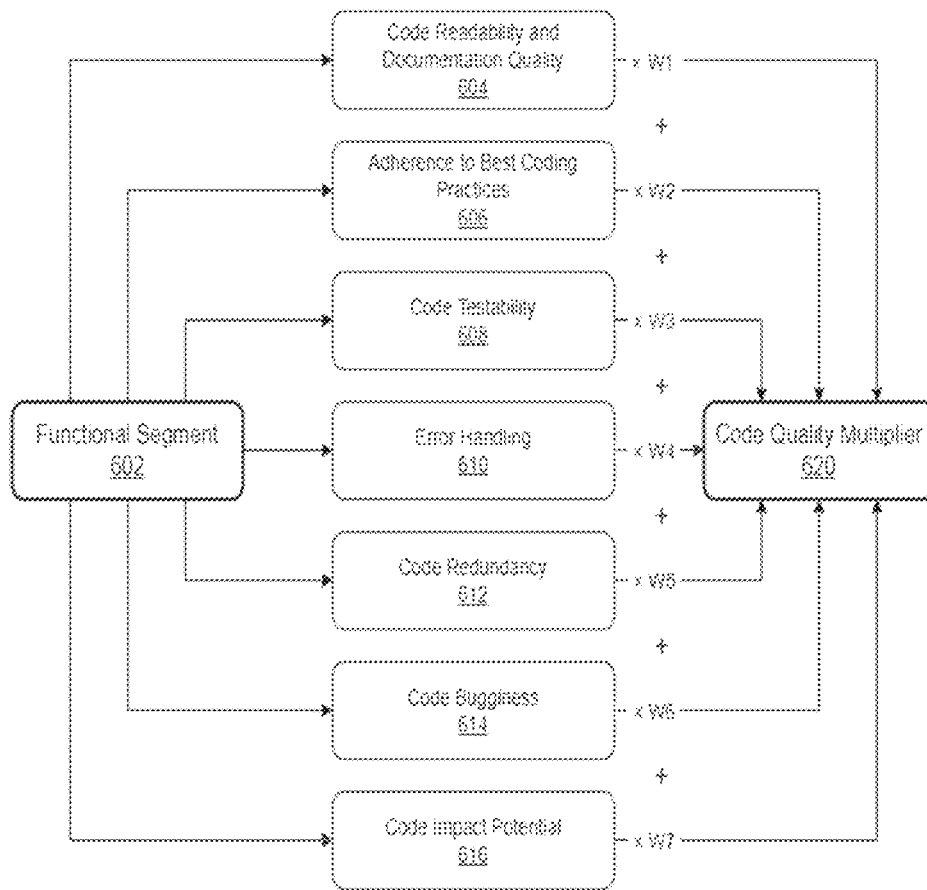 Code Readability and
Documentation Quality
604
x W1
+
Adherence to Best Coding
Practices
606
x W2
+
Code Testability
608
x W3
+
Functional Segment
602
Error Handling
610
x W4
Code Quality Multiplier
620
+
Code Redundancy
612
x W5
+
Code Bugginess
614
x W6
+
Code Impact Potential
616
x W7